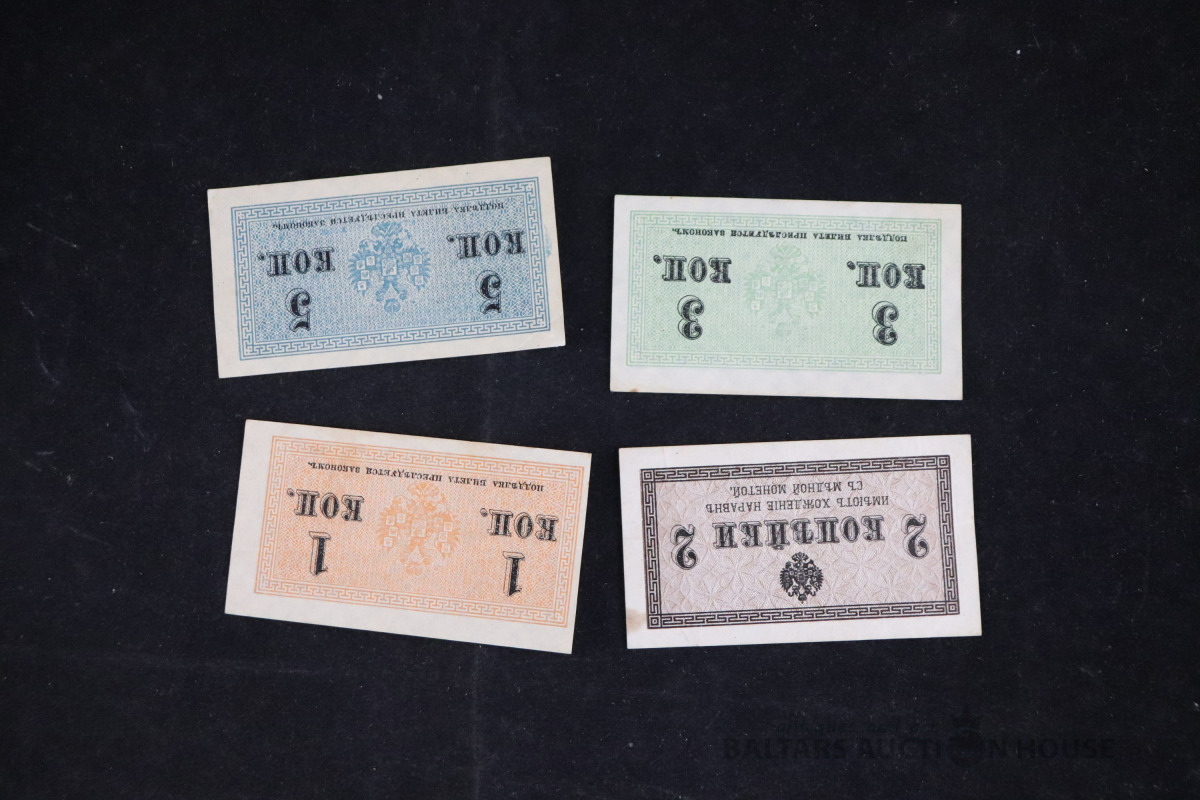 ПОДДѢЛКА БИЛЕТА ПРЕСЛѢДУЕТСЯ ЗАКОНОМЪ.
КОП. КОП.
5 5
ПОДДѢЛКА БИЛЕТА ПРЕСЛѢДУЕТСЯ ЗАКОНОМЪ.
КОП. КОП.
3 3
ПОДДѢЛКА БИЛЕТА ПРЕСЛѢДУЕТСЯ ЗАКОНОМЪ.
КОП. КОП.
1 1
2 КОПѢЙКИ 2
ИМѢЮТЪ ХОЖДЕНІЕ НАРАВНѢ
СЪ МѢДНОЙ МОНЕТОЙ.
BALTARS AUCTION HOUSE